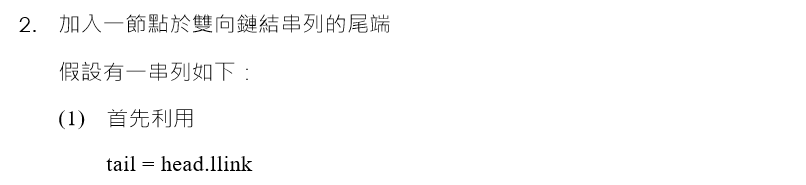 2. 加入一節點於雙向鏈結串列的尾端
假設有一串列如下：
(1) 首先利用
tail = head.llink